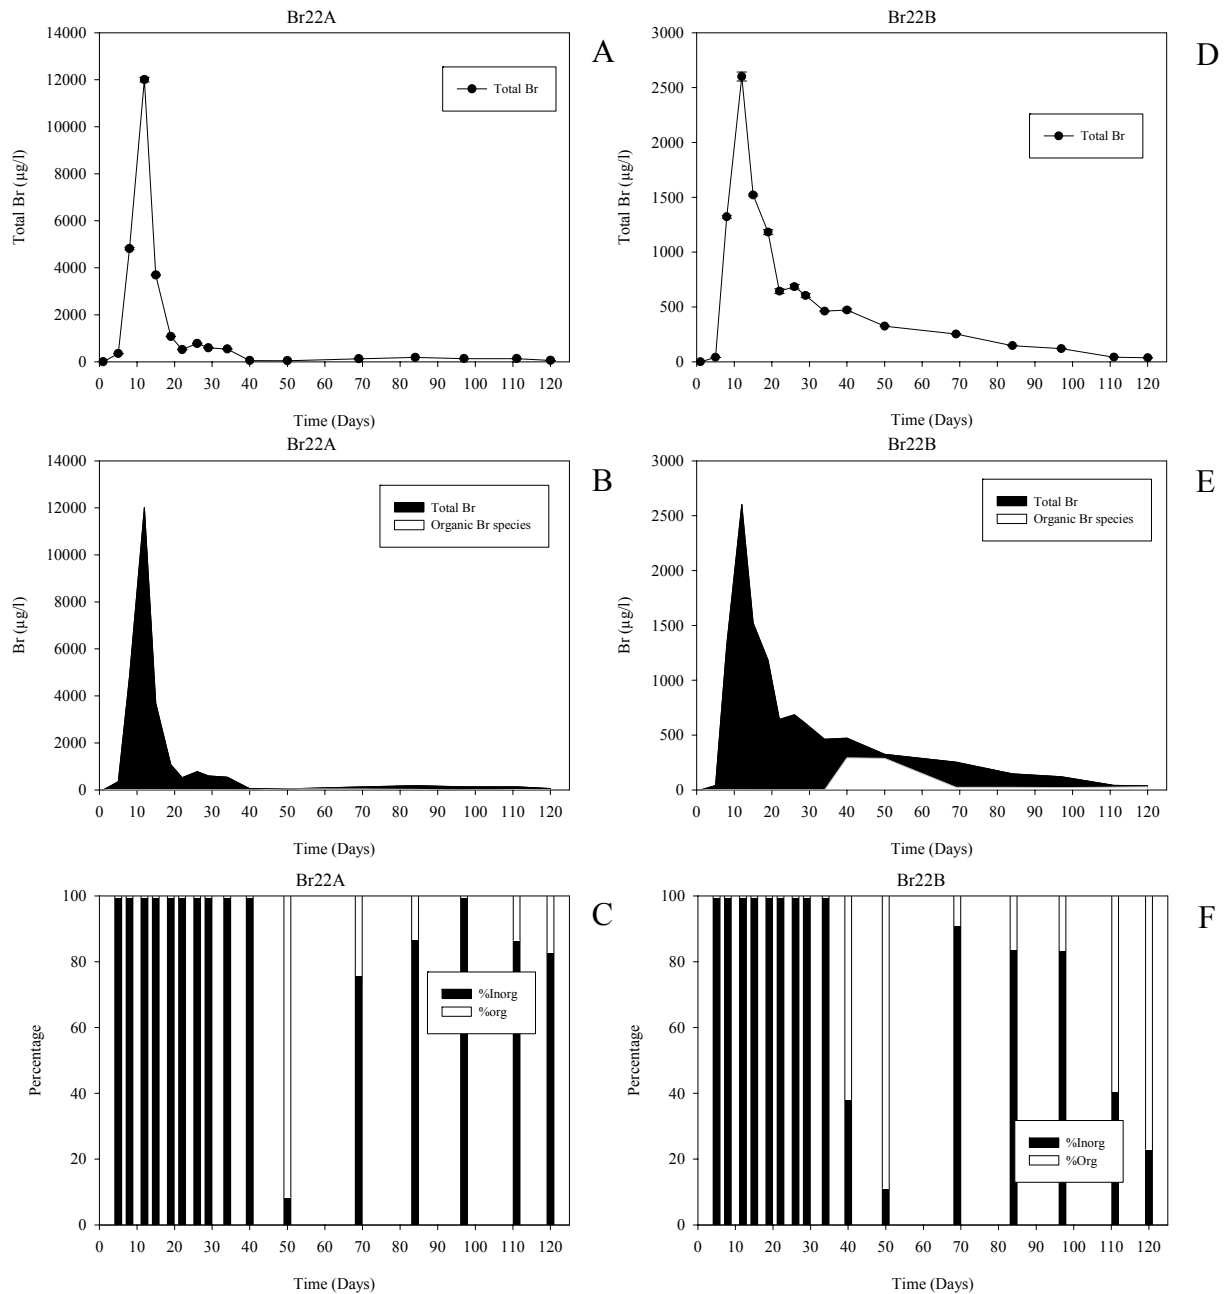 Br22A
A
14000
12000
10000
8000
6000
4000
2000
0
Total Br (µg/l)
Total Br
0 10 20 30 40 50 60 70 80 90 100 110 120
Time (Days)
Br22B
D
3000
2500
2000
1500
1000
500
0
Total Br (µg/l)
Total Br
0 10 20 30 40 50 60 70 80 90 100 110 120
Time (Days)
Br22A
B
14000
12000
10000
8000
6000
4000
2000
0
Br (µg/l)
Total Br
Organic Br species
0 10 20 30 40 50 60 70 80 90 100 110 120
Time (Days)
Br22B
E
3000
2500
2000
1500
1000
500
0
Br (µg/l)
Total Br
Organic Br species
0 10 20 30 40 50 60 70 80 90 100 110 120
Time (Days)
Br22A
C
100
80
60
40
20
0
Percentage
%Inorg
%org
0 10 20 30 40 50 60 70 80 90 100 110 120
Time (Days)
Br22B
F
100
80
60
40
20
0
Percentage
%Inorg
%Org
0 10 20 30 40 50 60 70 80 90 100 110 120
Time (Days)